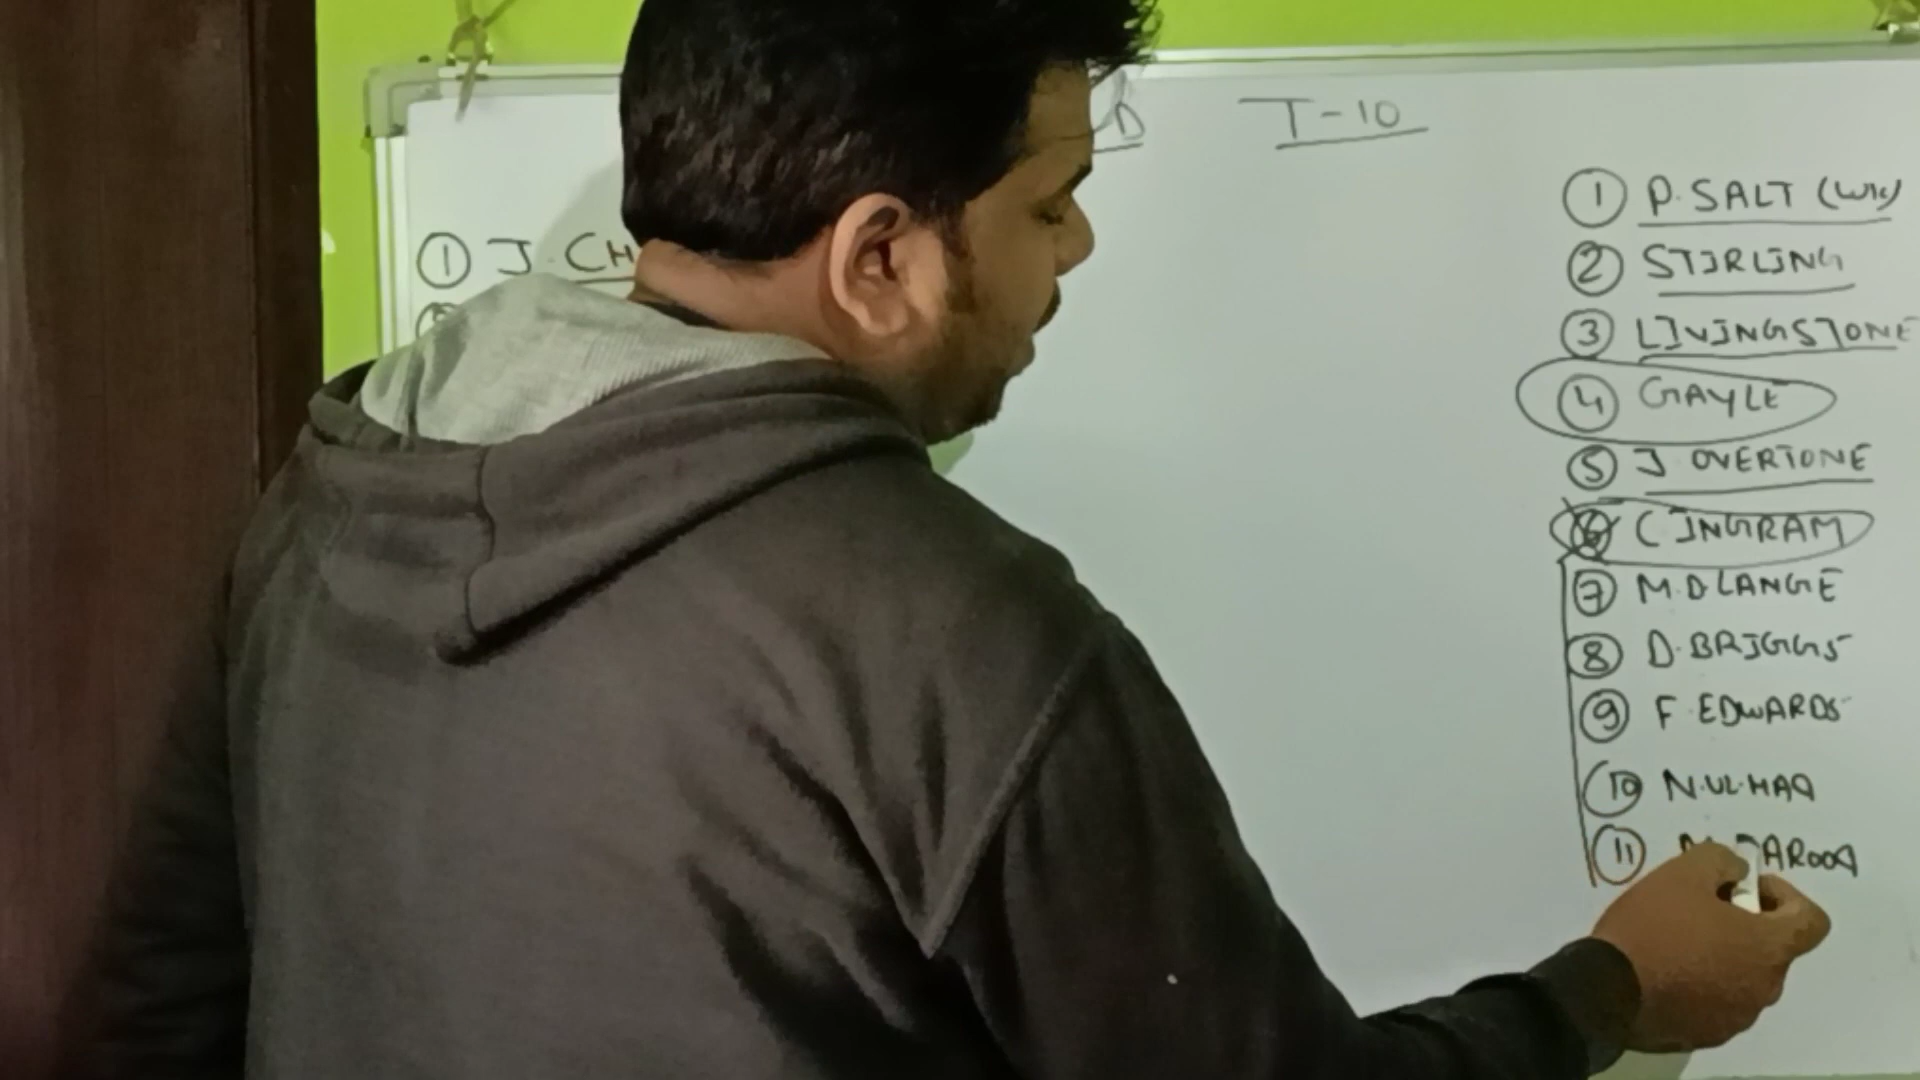 D T-10
① J. CH
① P. SALT (WK)
② STIRLING
③ LIVINGSTONE
④ GAYLE
⑤ J OVERTONE
⑥ C INGRAM
⑦ M.D LANGE
⑧ D. BRIGGS
⑨ F. EDWARDS
⑩ N.UL.HAQ
⑪ FAROOQ